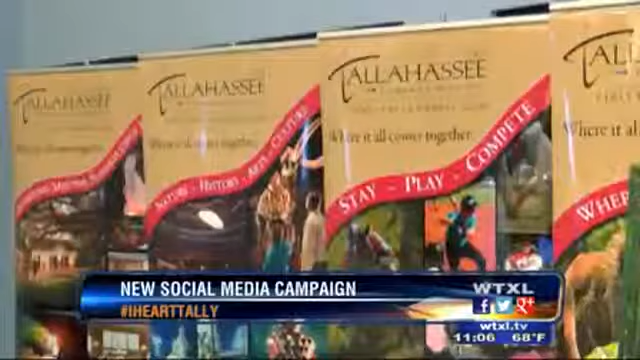 TALLAHASSEE
Where it all comes together.
TALLAHASSEE
Where it all comes together.
NATURE - HISTORY - ARTS - CULTURE
TALLAHASSEE
Where it all comes together.
STAY - PLAY - COMPETE
TALLAHASSEE
Where it all
WHERE
NEW SOCIAL MEDIA CAMPAIGN
#IHEARTTALLY
WTXL
wtxl.tv
11:06 68°F